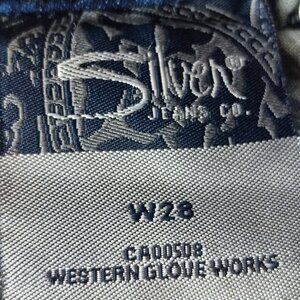 Silver®
JEANS CO.
W28
CA00508
WESTERN GLOVE WORKS